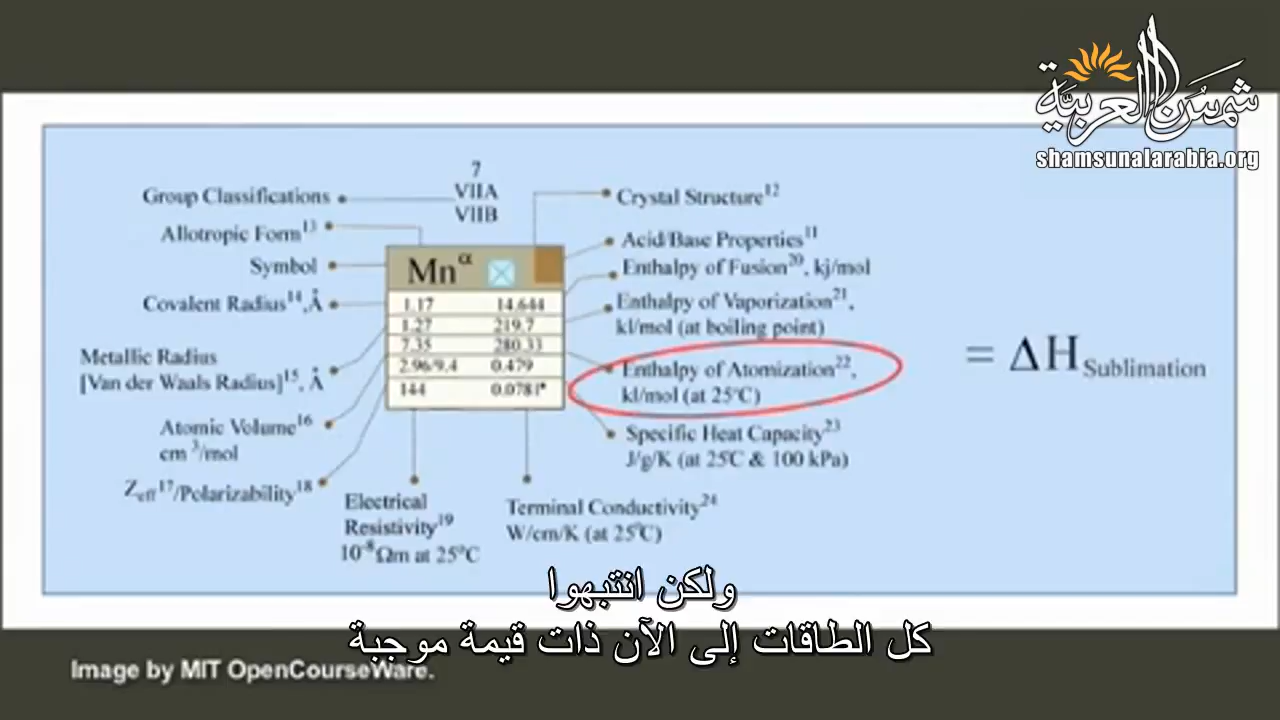 شمس العربية
shamsunalarabia.org
7
VIIA
VIIB
Group Classifications
Allotropic Form13
Symbol
Covalent Radius14,Å
Metallic Radius
[Van der Waals Radius]15, Å
Atomic Volume16
cm 3/mol
Zeff17/Polarizability18
Electrical
Resistivity19
10-8Ωm at 25°C
Mnα
1.17 14.644
1.27 219.7
7.35 280.33
2.96/9.4 0.479
144 0.0781*
Terminal Conductivity24
W/cm/K (at 25°C)
Crystal Structure12
Acid/Base Properties11
Enthalpy of Fusion20, kj/mol
Enthalpy of Vaporization21,
kl/mol (at boiling point)
Enthalpy of Atomization22,
kl/mol (at 25°C)
Specific Heat Capacity23
J/g/K (at 25°C & 100 kPa)
= ΔHSublimation
ولكن انتبهوا
كل الطاقات إلى الآن ذات قيمة موجبة
Image by MIT OpenCourseWare.